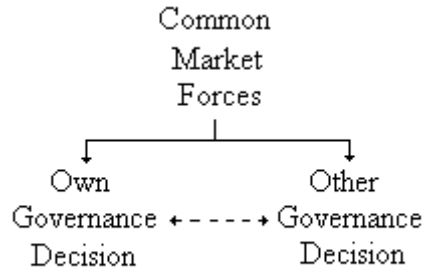 Common
Market
Forces
Own
Governance
Decision
Other
Governance
Decision